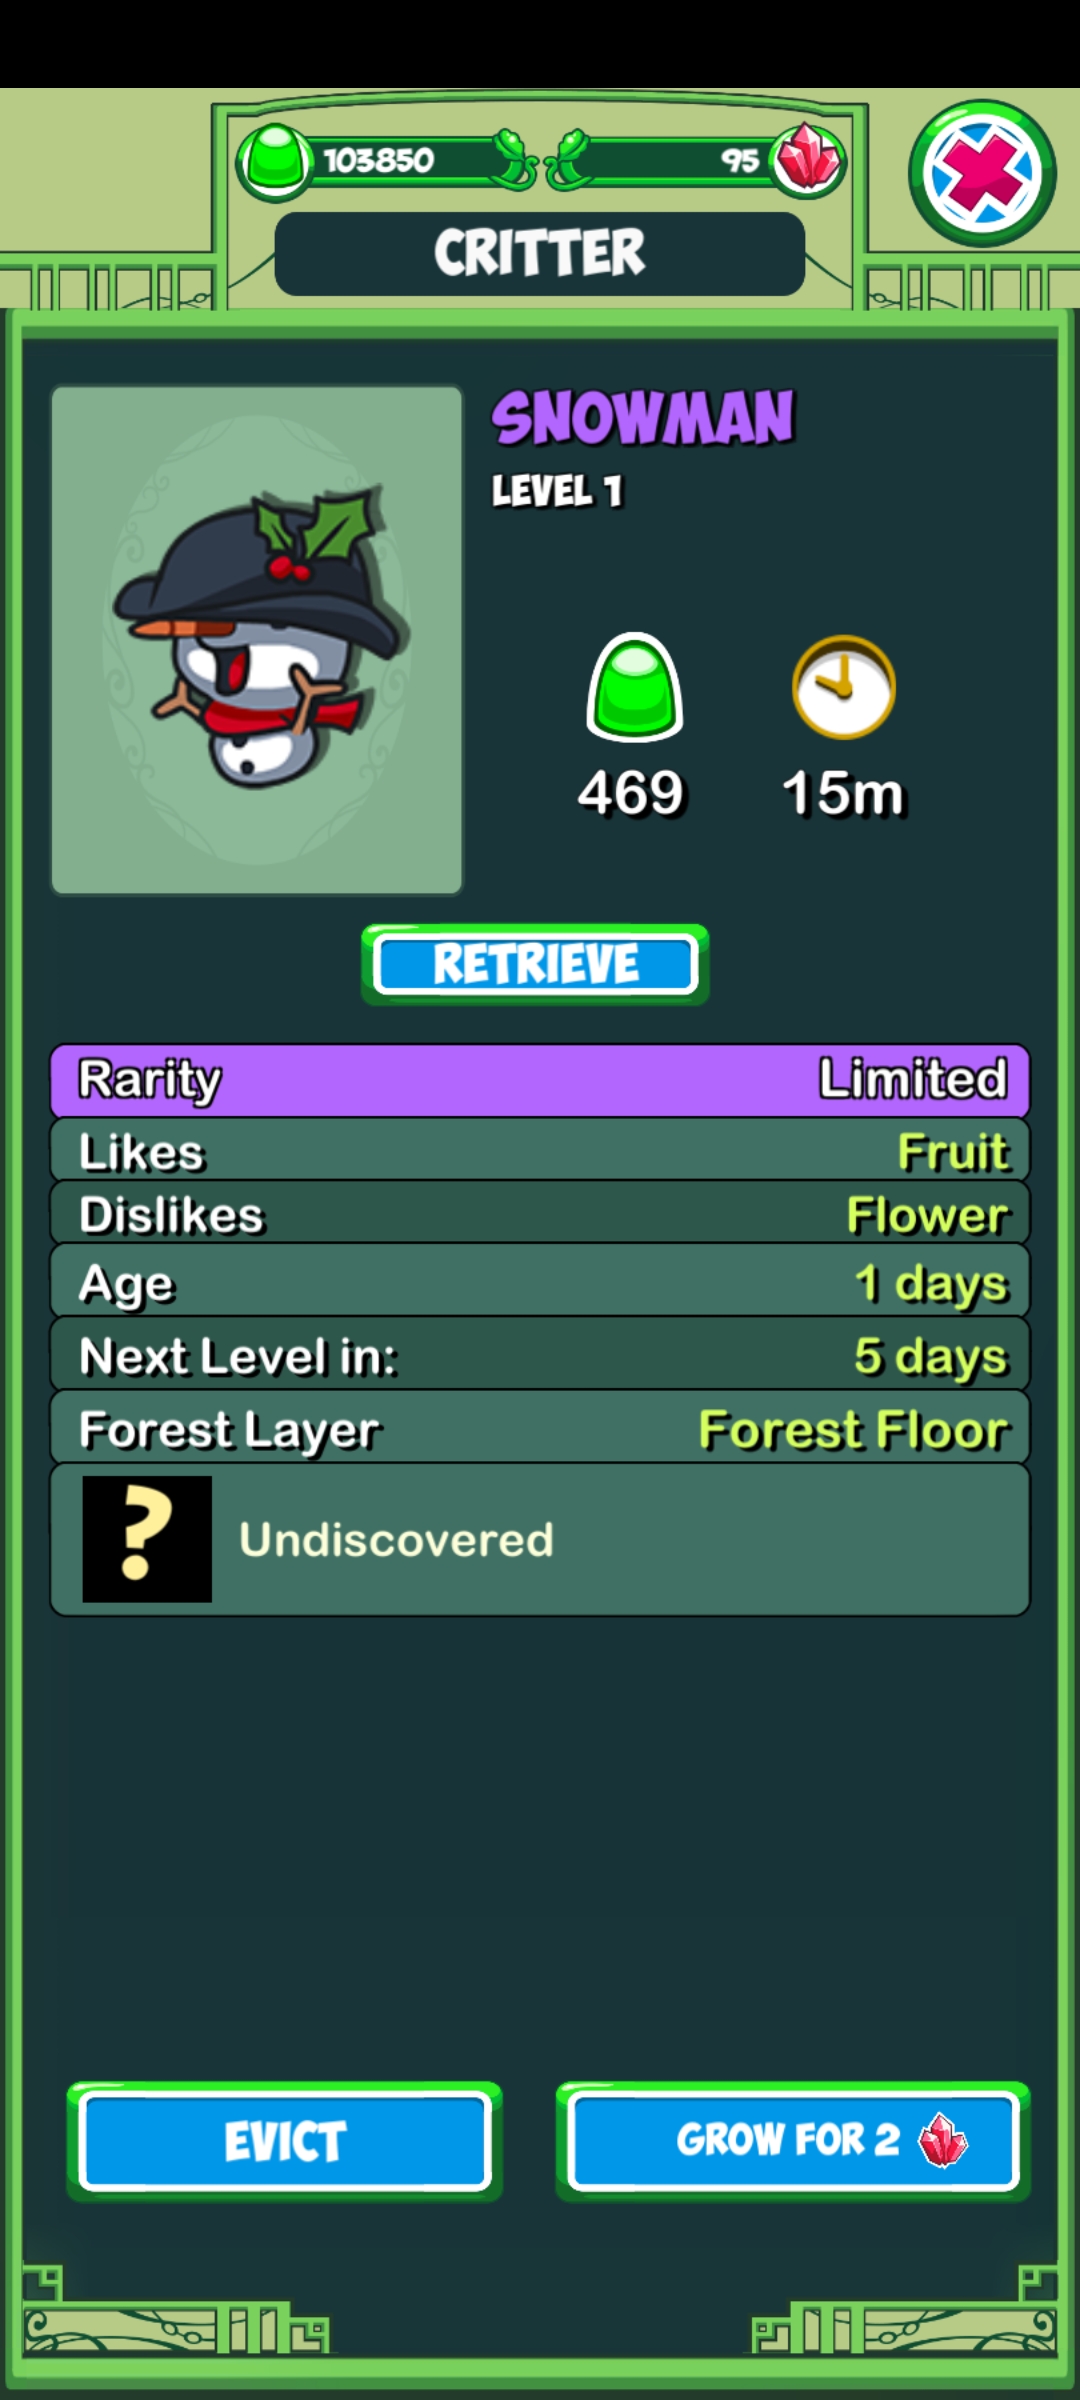 103850 95
CRITTER
SNOWMAN
LEVEL 1
469 15m
RETRIEVE
Rarity Limited
Likes Fruit
Dislikes Flower
Age 1 days
Next Level in: 5 days
Forest Layer Forest Floor
? Undiscovered
EVICT GROW FOR 2